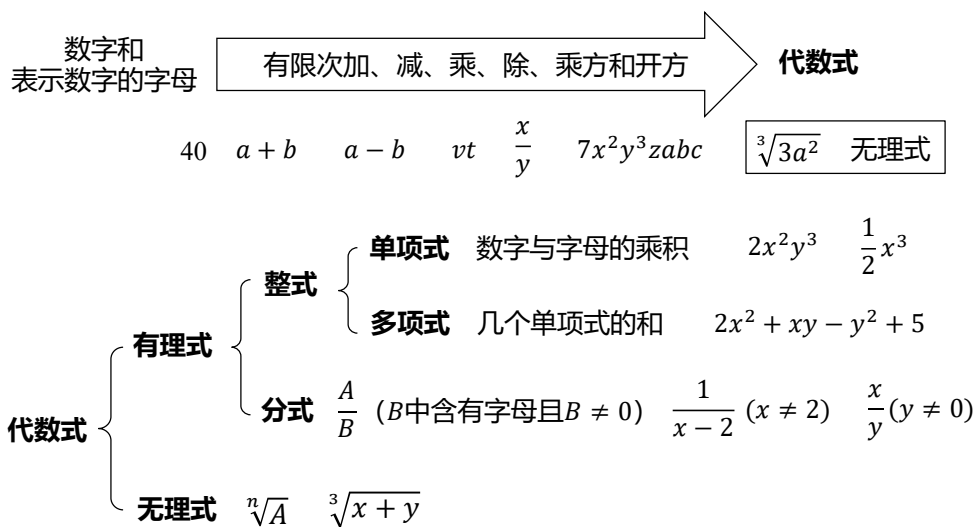 数字和
表示数字的字母
有限次加、减、乘、除、乘方和开方
代数式
40 a + b a − b vt x/y 7x²y³zabc ∛(3a²) 无理式
单项式 数字与字母的乘积 2x²y³ 1/2 x³
整式
多项式 几个单项式的和 2x² + xy − y² + 5
有理式
分式 A/B (B中含有字母且B ≠ 0) 1/(x − 2) (x ≠ 2) x/y (y ≠ 0)
代数式
无理式 ⁿ√A ∛(x + y)